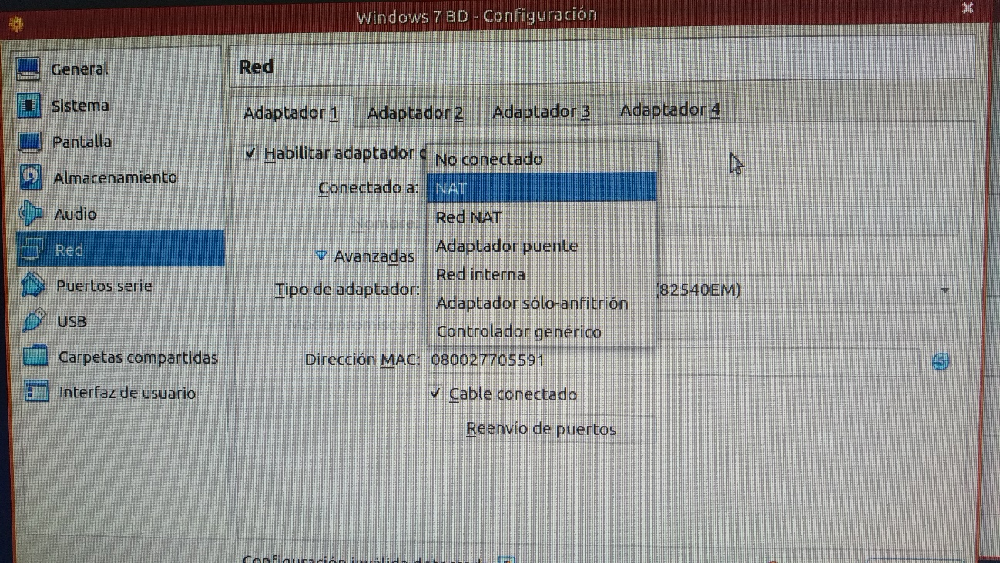 Windows 7 BD - Configuración
General
Sistema
Pantalla
Almacenamiento
Audio
Red
Puertos serie
USB
Carpetas compartidas
Interfaz de usuario
Red
Adaptador 1 Adaptador 2 Adaptador 3 Adaptador 4
Habilitar adaptador
Conectado a:
No conectado
NAT
Red NAT
Adaptador puente
Red interna
Adaptador sólo-anfitrión
Controlador genérico
Nombre:
Avanzadas
Tipo de adaptador: (82540EM)
Modo promiscuo:
Dirección MAC: 080027705591
Cable conectado
Reenvío de puertos
Configuración inválida